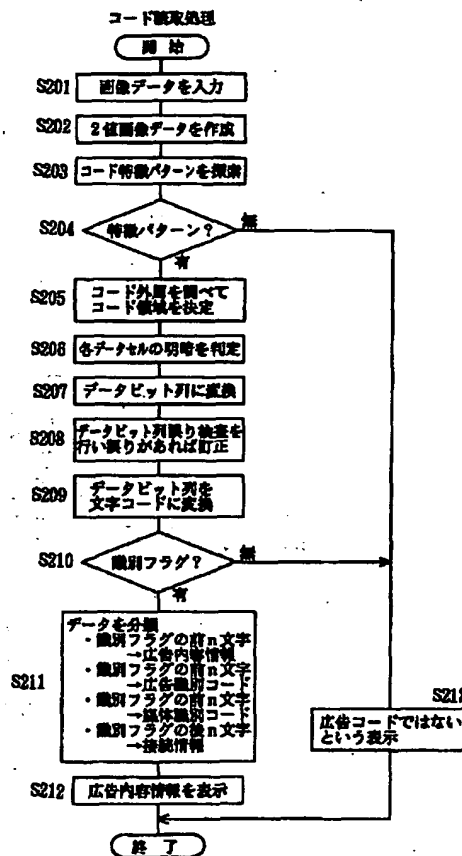 コード読取処理
開始
S201
画像データを入力
S202
2値画像データを作成
S203
コード特徴パターンを探索
S204
特徴パターン？
無
有
S205
コード外周を調べて
コード領域を決定
S206
各データセルの明暗を判定
S207
データビット列に変換
S208
データビット列誤り検査を
行い誤りがあれば訂正
S209
データビット列を
文字コードに変換
S210
識別フラグ？
無
有
S211
データを分類
・識別フラグの前n文字
→広告内容情報
・識別フラグの前n文字
→広告識別コード
・識別フラグの前n文字
→媒体識別コード
・識別フラグの後n文字
→接続情報
S213
広告コードではない
という表示
S212
広告内容情報を表示
終了